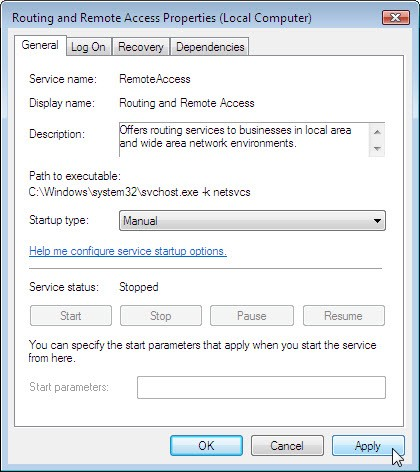 Routing and Remote Access Properties (Local Computer)
General Log On Recovery Dependencies
Service name: RemoteAccess
Display name: Routing and Remote Access
Description: Offers routing services to businesses in local area
and wide area network environments.
Path to executable:
C:\Windows\system32\svchost.exe -k netsvcs
Startup type: Manual
Help me configure service startup options.
Service status: Stopped
Start Stop Pause Resume
You can specify the start parameters that apply when you start the service
from here.
Start parameters:
OK Cancel Apply